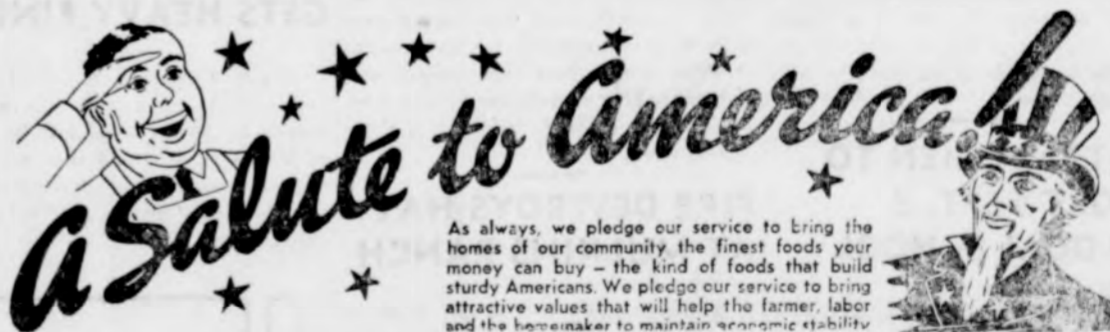 A Salute to America!
As always, we pledge our service to bring the
homes of our community the finest foods your
money can buy — the kind of foods that build
sturdy Americans. We pledge our service to bring
attractive values that will help the farmer, labor
and the homemaker to maintain economic stability